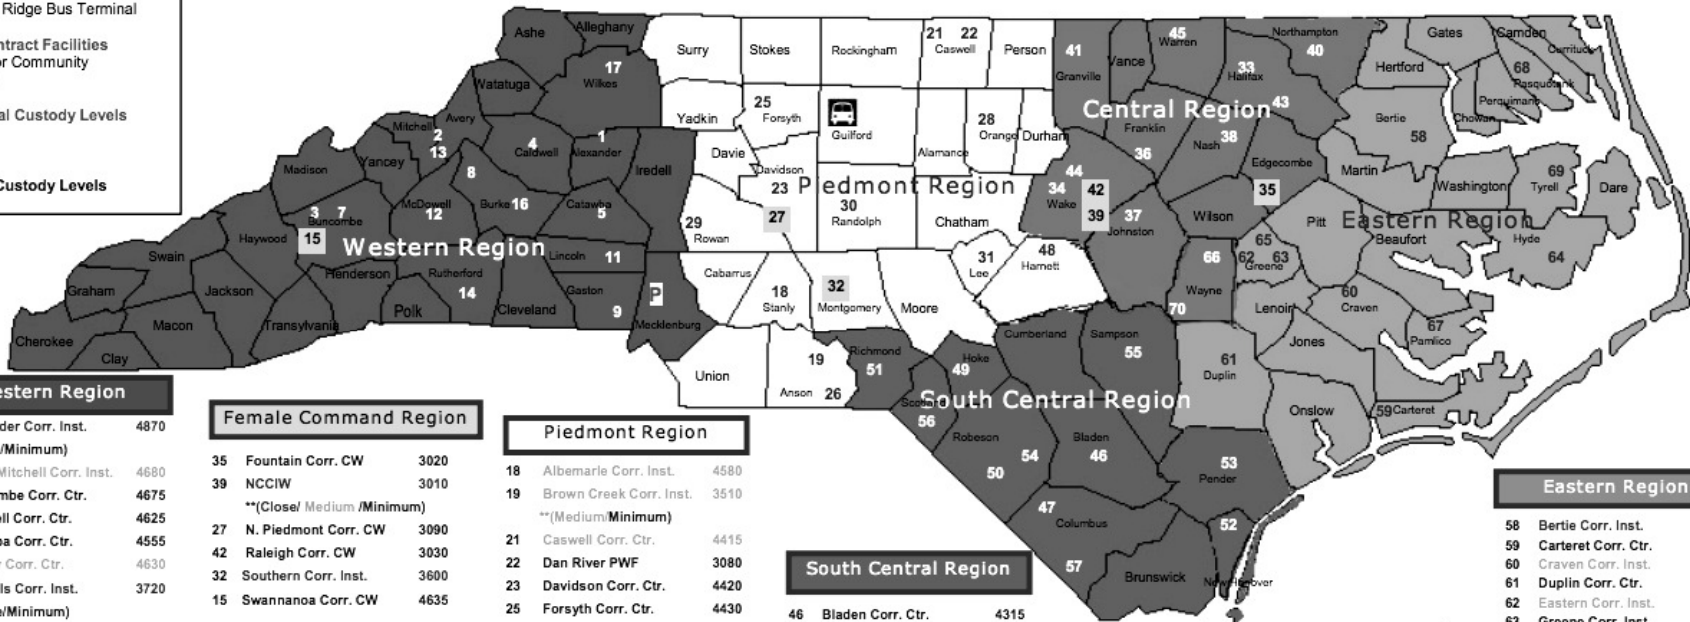 Ridge Bus Terminal
ntract Facilities
or Community
al Custody Levels
Custody Levels
Ashe
Alleghany
Surry
Stokes
Rockingham
21 22
Caswell
Person
41
Granville
Vance
45
Warren
Northampton
40
Gates
Camden
Currituck
17
Wilkes
Watatuga
33
Halifax
Hertford
68
Pasquotank
Perquimans
Chowan
Yadkin
25
Forsyth
Guilford
28
Orange
Durham
Alamance
Central Region
43
Franklin
36
Nash
38
Edgecombe
Bertie
58
Avery
Mitchell
2
13
Yancey
Madison
4
Caldwell
1
Alexander
Iredell
Davie
Davidson
23
27
Piedmont Region
30
Randolph
Chatham
44
34
Wake
42
39
37
Johnston
Wilson
35
Martin
Washington
69
Tyrell
Dare
8
McDowell
12
Burke 16
Catawba
5
29
Rowan
Pitt
Eastern Region
Beaufort
Hyde
64
3 7
Buncombe
15
Haywood
Western Region
Swain
Graham
Jackson
Henderson
Rutherford
14
Polk
Cleveland
Lincoln
11
Gaston
9
P
Mecklenburg
Cabarrus
18
Stanly
32
Montgomery
Moore
31
Lee
48
Harnett
66
Wayne
70
65
62 63
Greene
Lenoir
60
Craven
67
Pamlico
Jones
Cherokee
Macon
Clay
Transylvania
Union
19
Anson 26
Richmond
51
Hoke
49
Cumberland
Sampson
55
61
Duplin
Onslow
59 Carteret
South Central Region
Scotland
56
Robeson
50
54
Bladen
46
53
Pender
47
Columbus
57
Brunswick
52
New Hanover
estern Region
der Corr. Inst. 4870
/Minimum)
Mitchell Corr. Inst. 4680
mbe Corr. Ctr. 4675
ell Corr. Ctr. 4625
ba Corr. Ctr. 4555
Corr. Ctr. 4630
ls Corr. Inst. 3720
e/Minimum)
Female Command Region
35 Fountain Corr. CW 3020
39 NCCIW 3010
**(Close/ Medium /Minimum)
27 N. Piedmont Corr. CW 3090
42 Raleigh Corr. CW 3030
32 Southern Corr. Inst. 3600
15 Swannanoa Corr. CW 4635
Piedmont Region
18 Albemarle Corr. Inst. 4580
19 Brown Creek Corr. Inst. 3510
**(Medium/Minimum)
21 Caswell Corr. Ctr. 4415
22 Dan River PWF 3080
23 Davidson Corr. Ctr. 4420
25 Forsyth Corr. Ctr. 4430
South Central Region
46 Bladen Corr. Ctr. 4315
Eastern Region
58 Bertie Corr. Inst.
59 Carteret Corr. Ctr.
60 Craven Corr. Inst.
61 Duplin Corr. Ctr.
62 Eastern Corr. Inst.
63 Greene Corr. Inst.